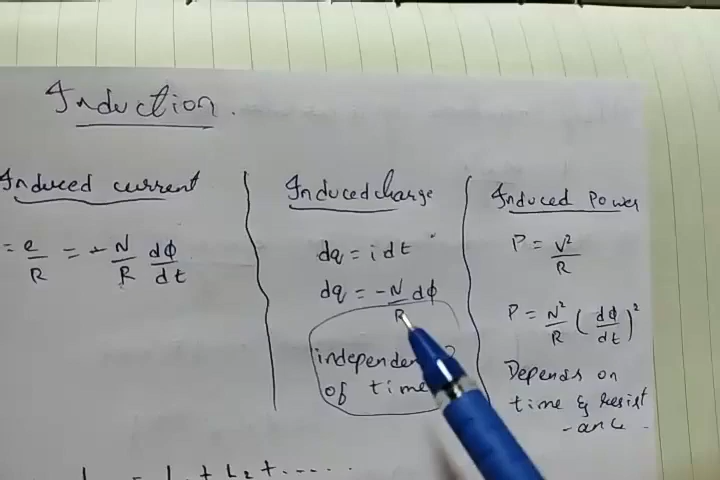 Induction.
Induced current
= e/R = - N/R dϕ/dt
Induced charge
dq = i dt
dq = -N/R dϕ
independent
of time
Induced Power
P = V²/R
P = N²/R (dϕ/dt)²
Depends on
time & resist
-ance.
L₂ + .....